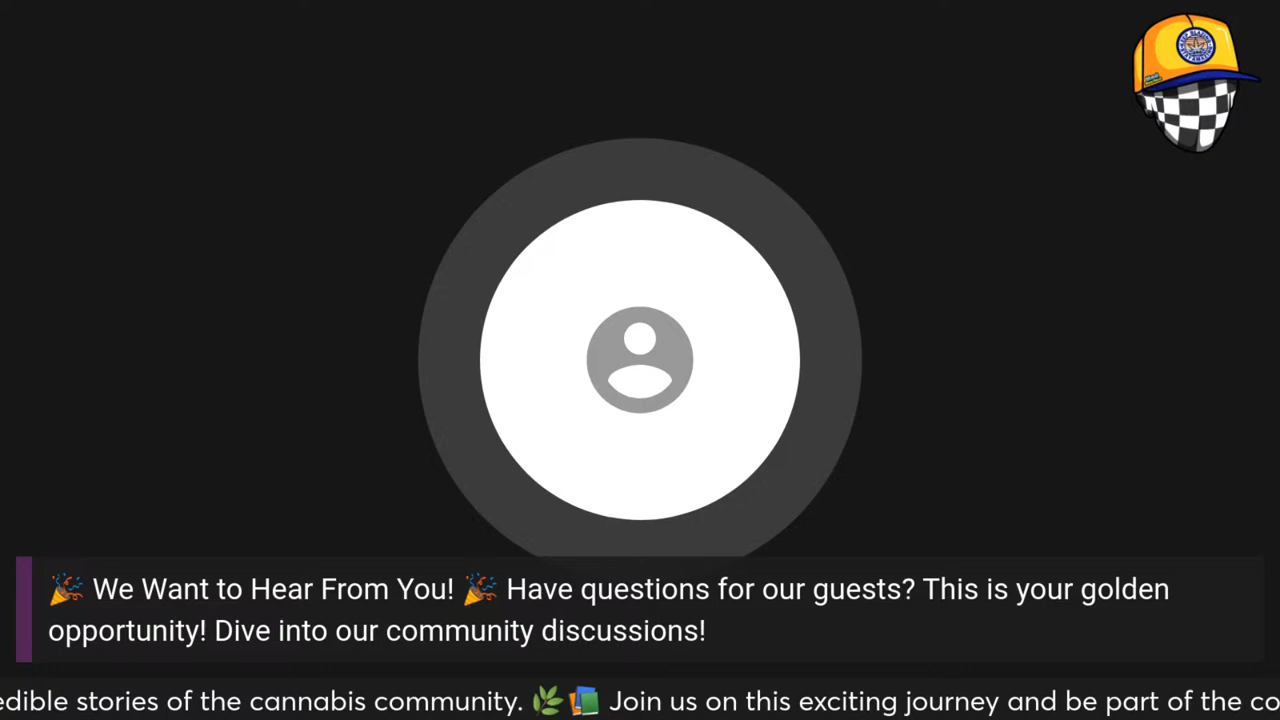 🎉 We Want to Hear From You! 🎉 Have questions for our guests? This is your golden
opportunity! Dive into our community discussions!
edible stories of the cannabis community. 🌿📚 Join us on this exciting journey and be part of the co